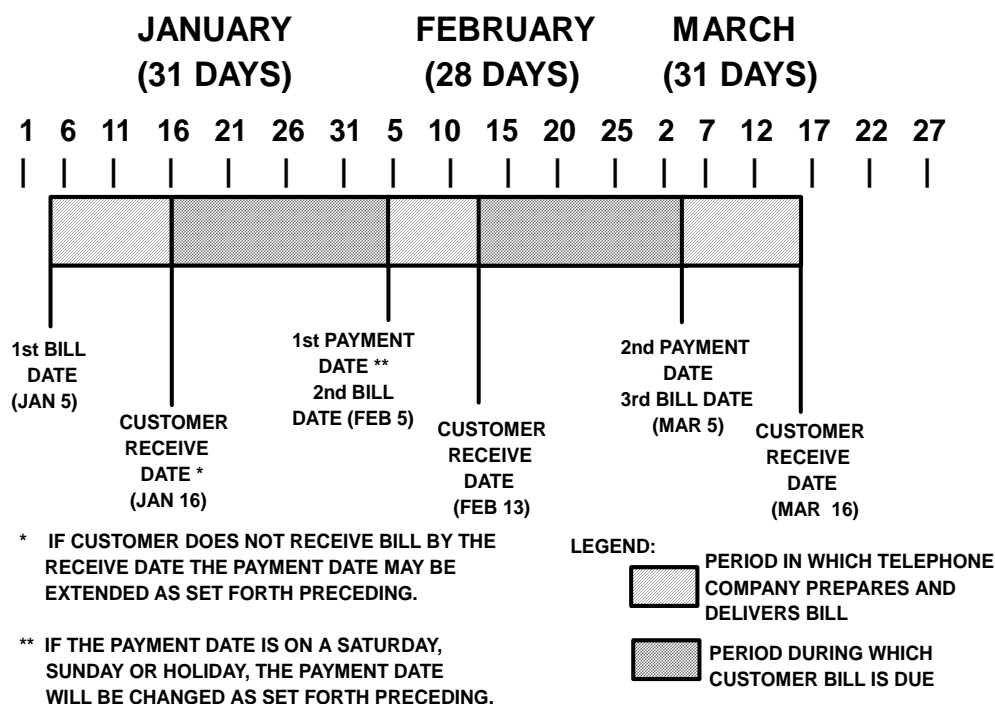 JANUARY FEBRUARY MARCH
(31 DAYS) (28 DAYS) (31 DAYS)
1 6 11 16 21 26 31 5 10 15 20 25 2 7 12 17 22 27
1st BILL
DATE
(JAN 5)
CUSTOMER
RECEIVE
DATE *
(JAN 16)
1st PAYMENT
DATE **
2nd BILL
DATE (FEB 5)
CUSTOMER
RECEIVE
DATE
(FEB 13)
2nd PAYMENT
DATE
3rd BILL DATE
(MAR 5)
CUSTOMER
RECEIVE
DATE
(MAR 16)
* IF CUSTOMER DOES NOT RECEIVE BILL BY THE
RECEIVE DATE THE PAYMENT DATE MAY BE
EXTENDED AS SET FORTH PRECEDING.
** IF THE PAYMENT DATE IS ON A SATURDAY,
SUNDAY OR HOLIDAY, THE PAYMENT DATE
WILL BE CHANGED AS SET FORTH PRECEDING.
LEGEND:
PERIOD IN WHICH TELEPHONE
COMPANY PREPARES AND
DELIVERS BILL
PERIOD DURING WHICH
CUSTOMER BILL IS DUE